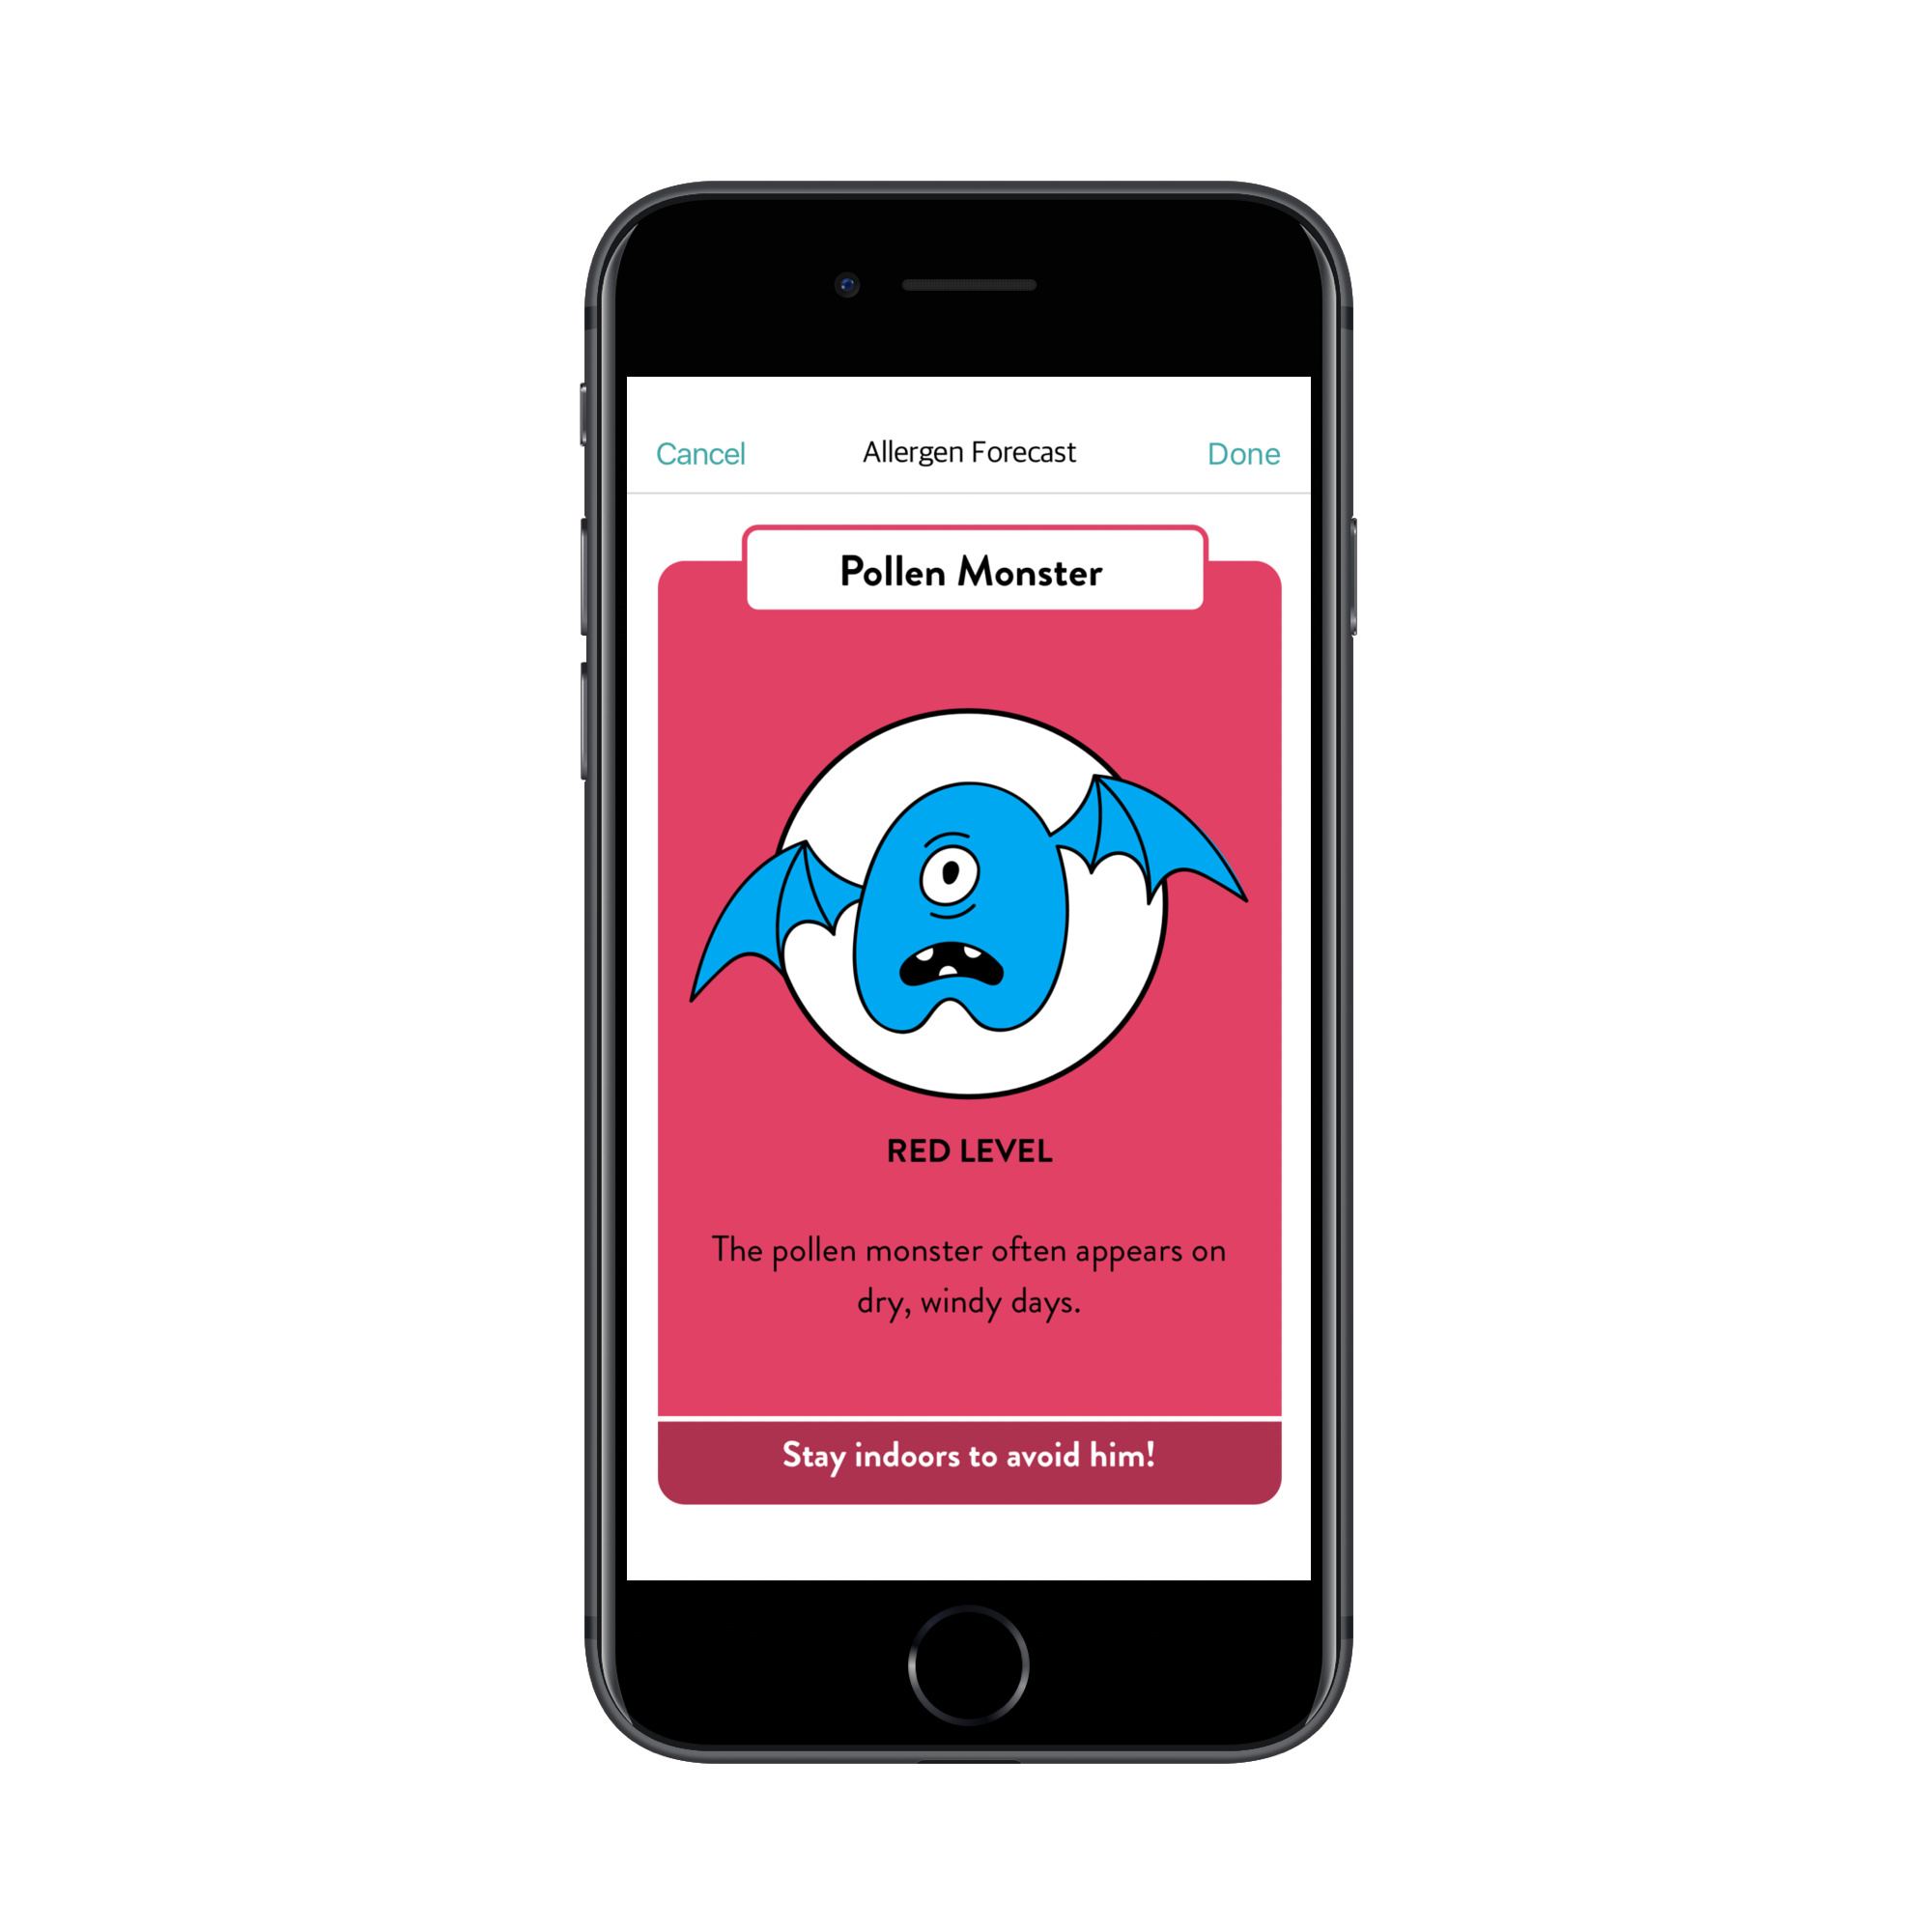 Cancel Allergen Forecast Done
Pollen Monster
RED LEVEL
The pollen monster often appears on
dry, windy days.
Stay indoors to avoid him!